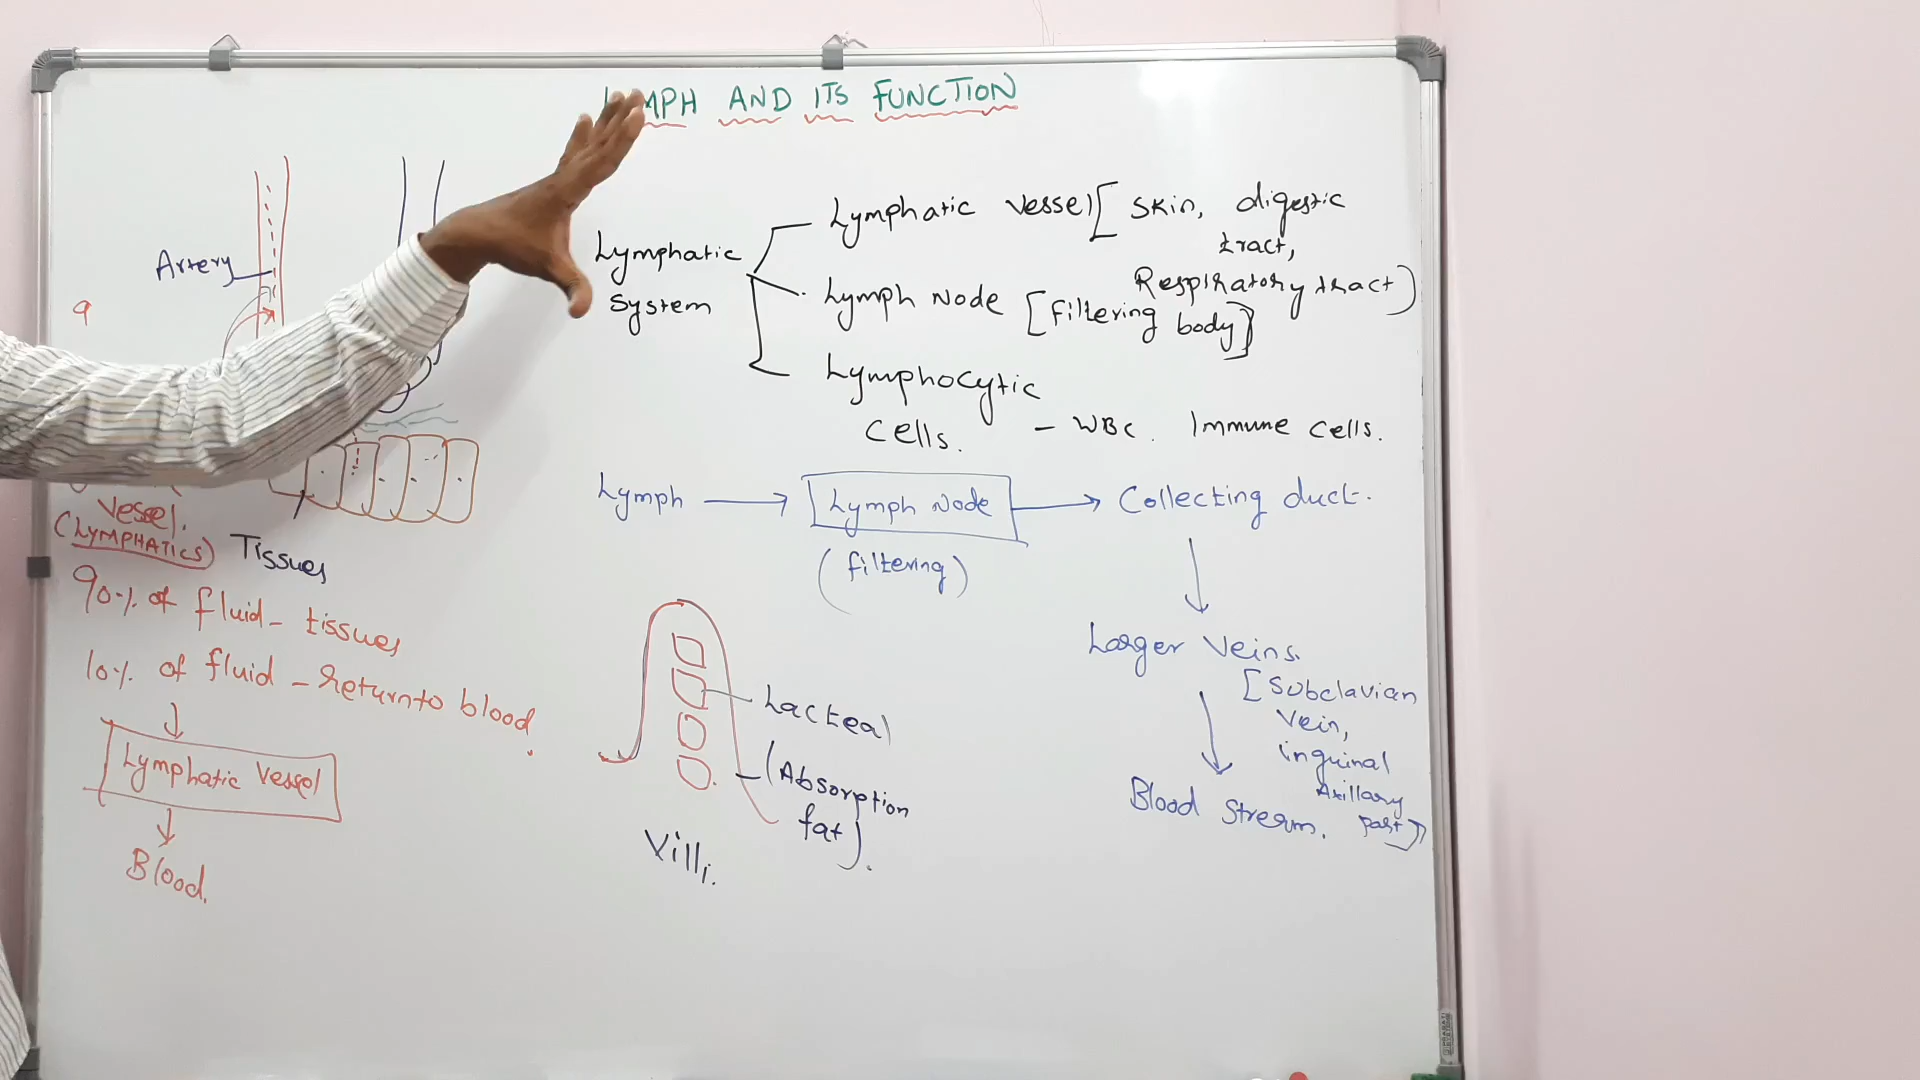 AND ITS FUNCTION
Artery
9
Vessel.
(LYMPHATICS)
Tissues
90% of fluid - tissues
10% of fluid - return to blood.
Lymphatic Vessel
Blood.
Lymphatic
System
Lymphatic Vessel [Skin, digestic
tract,
Respiratory tract)
Lymph Node [Filtering body]
Lymphocytic
Cells. - WBC. Immune Cells.
Lymph → Lymph Node → Collecting duct.
(filtering)
Larger Veins.
[Subclavian
Vein,
inguinal
Axillary
part]
Blood Stream.
Lacteal
(Absorption
fat).
Villi.